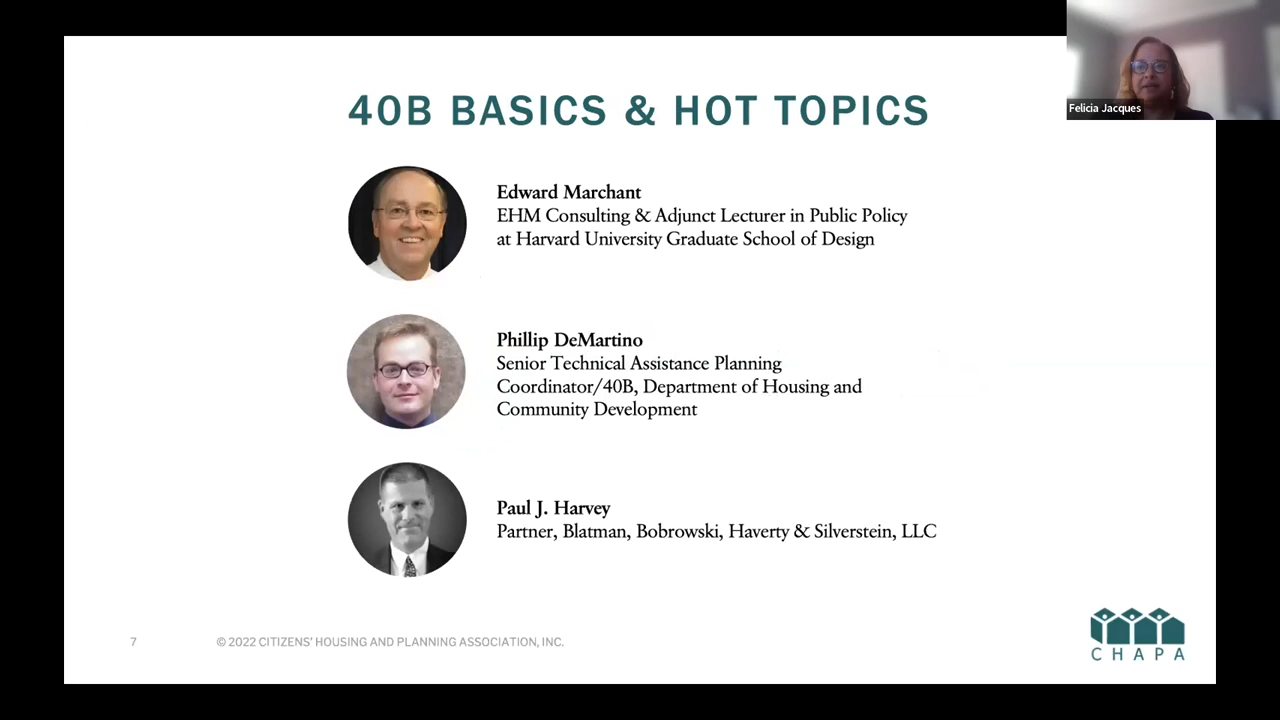 40B BASICS & HOT TOPICS
Felicia Jacques
Edward Marchant
EHM Consulting & Adjunct Lecturer in Public Policy
at Harvard University Graduate School of Design
Phillip DeMartino
Senior Technical Assistance Planning
Coordinator/40B, Department of Housing and
Community Development
Paul J. Harvey
Partner, Blatman, Bobrowski, Haverty & Silverstein, LLC
7
© 2022 CITIZENS' HOUSING AND PLANNING ASSOCIATION, INC.
CHAPA